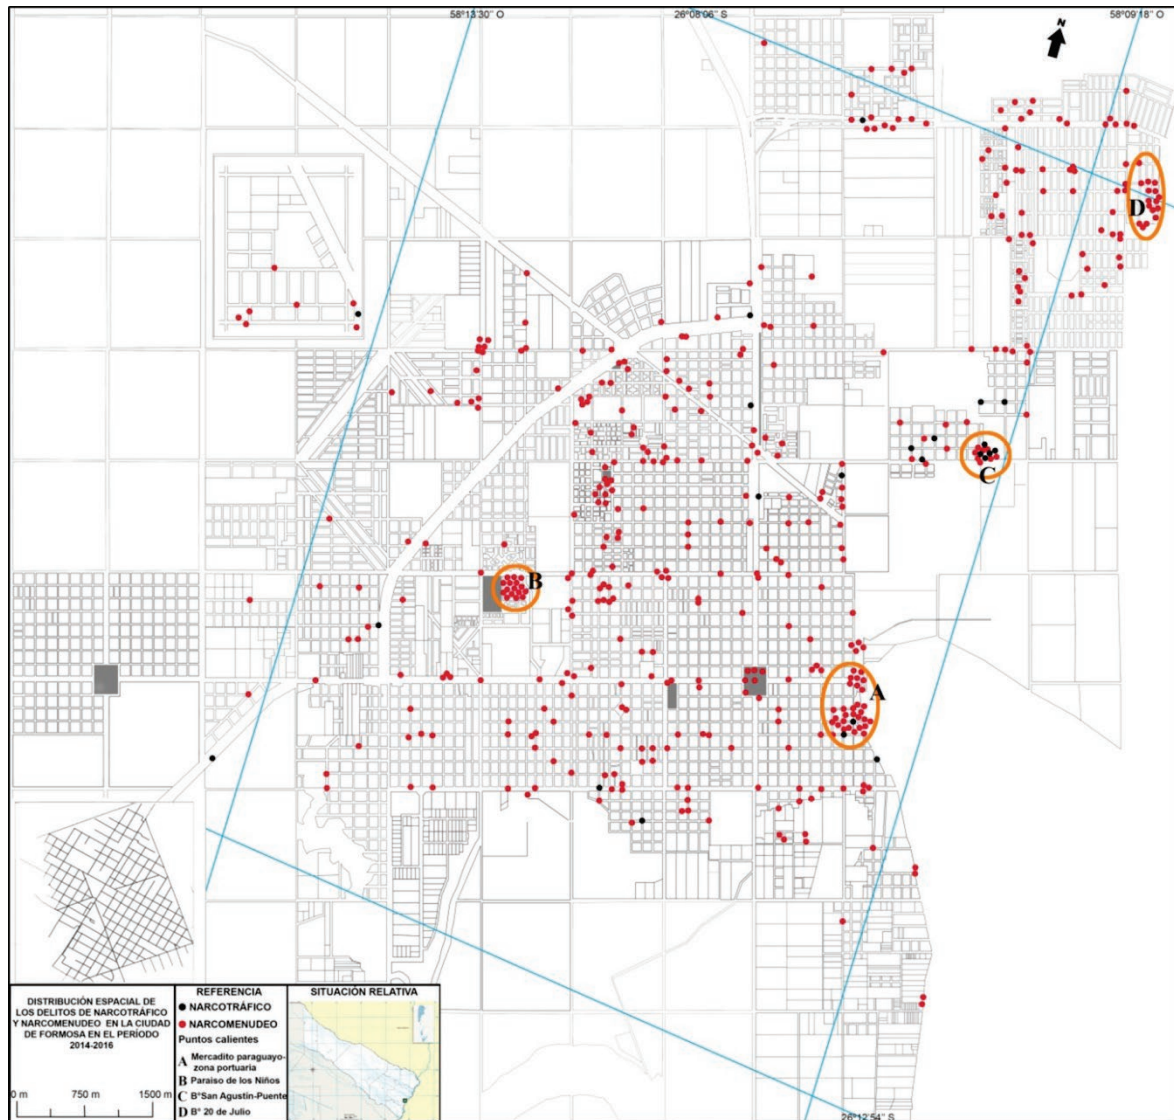 58°13'30'' O
26°08'06'' S
58°09'18'' O
N
D
C
B
A
DISTRIBUCIÓN ESPACIAL DE
LOS DELITOS DE NARCOTRÁFICO
Y NARCOMENUDEO EN LA CIUDAD
DE FORMOSA EN EL PERÍODO
2014-2016
0 m 750 m 1500 m
REFERENCIA
NARCOTRÁFICO
NARCOMENUDEO
Puntos calientes
A Mercadito paraguayo-
zona portuaria
B Paraiso de los Niños
C B°San Agustín-Puente
D B° 20 de Julio
SITUACIÓN RELATIVA
26°12'54'' S